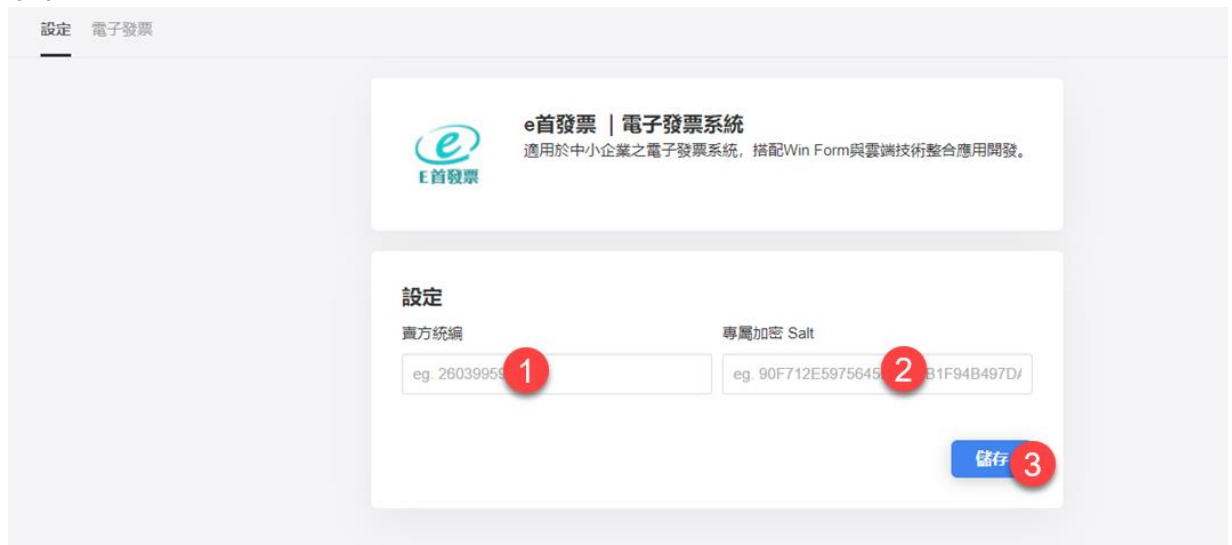 設定 電子發票
e首發票 | 電子發票系統
適用於中小企業之電子發票系統, 搭配Win Form與雲端技術整合應用開發。
e
E首發票
設定
賣方統編 專屬加密 Salt
eg. 2603995 1 eg. 90F712E5975645 2 B1F94B497D
儲存 3